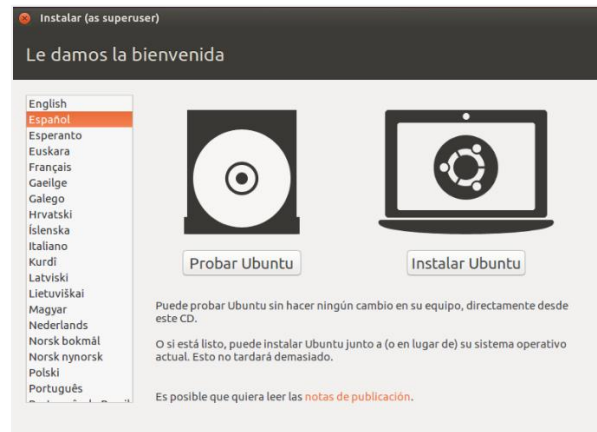 Instalar (as superuser)
Le damos la bienvenida
English
Español
Esperanto
Euskara
Français
Gaeilge
Galego
Hrvatski
Íslenska
Italiano
Kurdî
Latviski
Lietuviškai
Magyar
Nederlands
Norsk bokmål
Norsk nynorsk
Polski
Português
Probar Ubuntu
Instalar Ubuntu
Puede probar Ubuntu sin hacer ningún cambio en su equipo, directamente desde
este CD.
O si está listo, puede instalar Ubuntu junto a (o en lugar de) su sistema operativo
actual. Esto no tardará demasiado.
Es posible que quiera leer las notas de publicación.